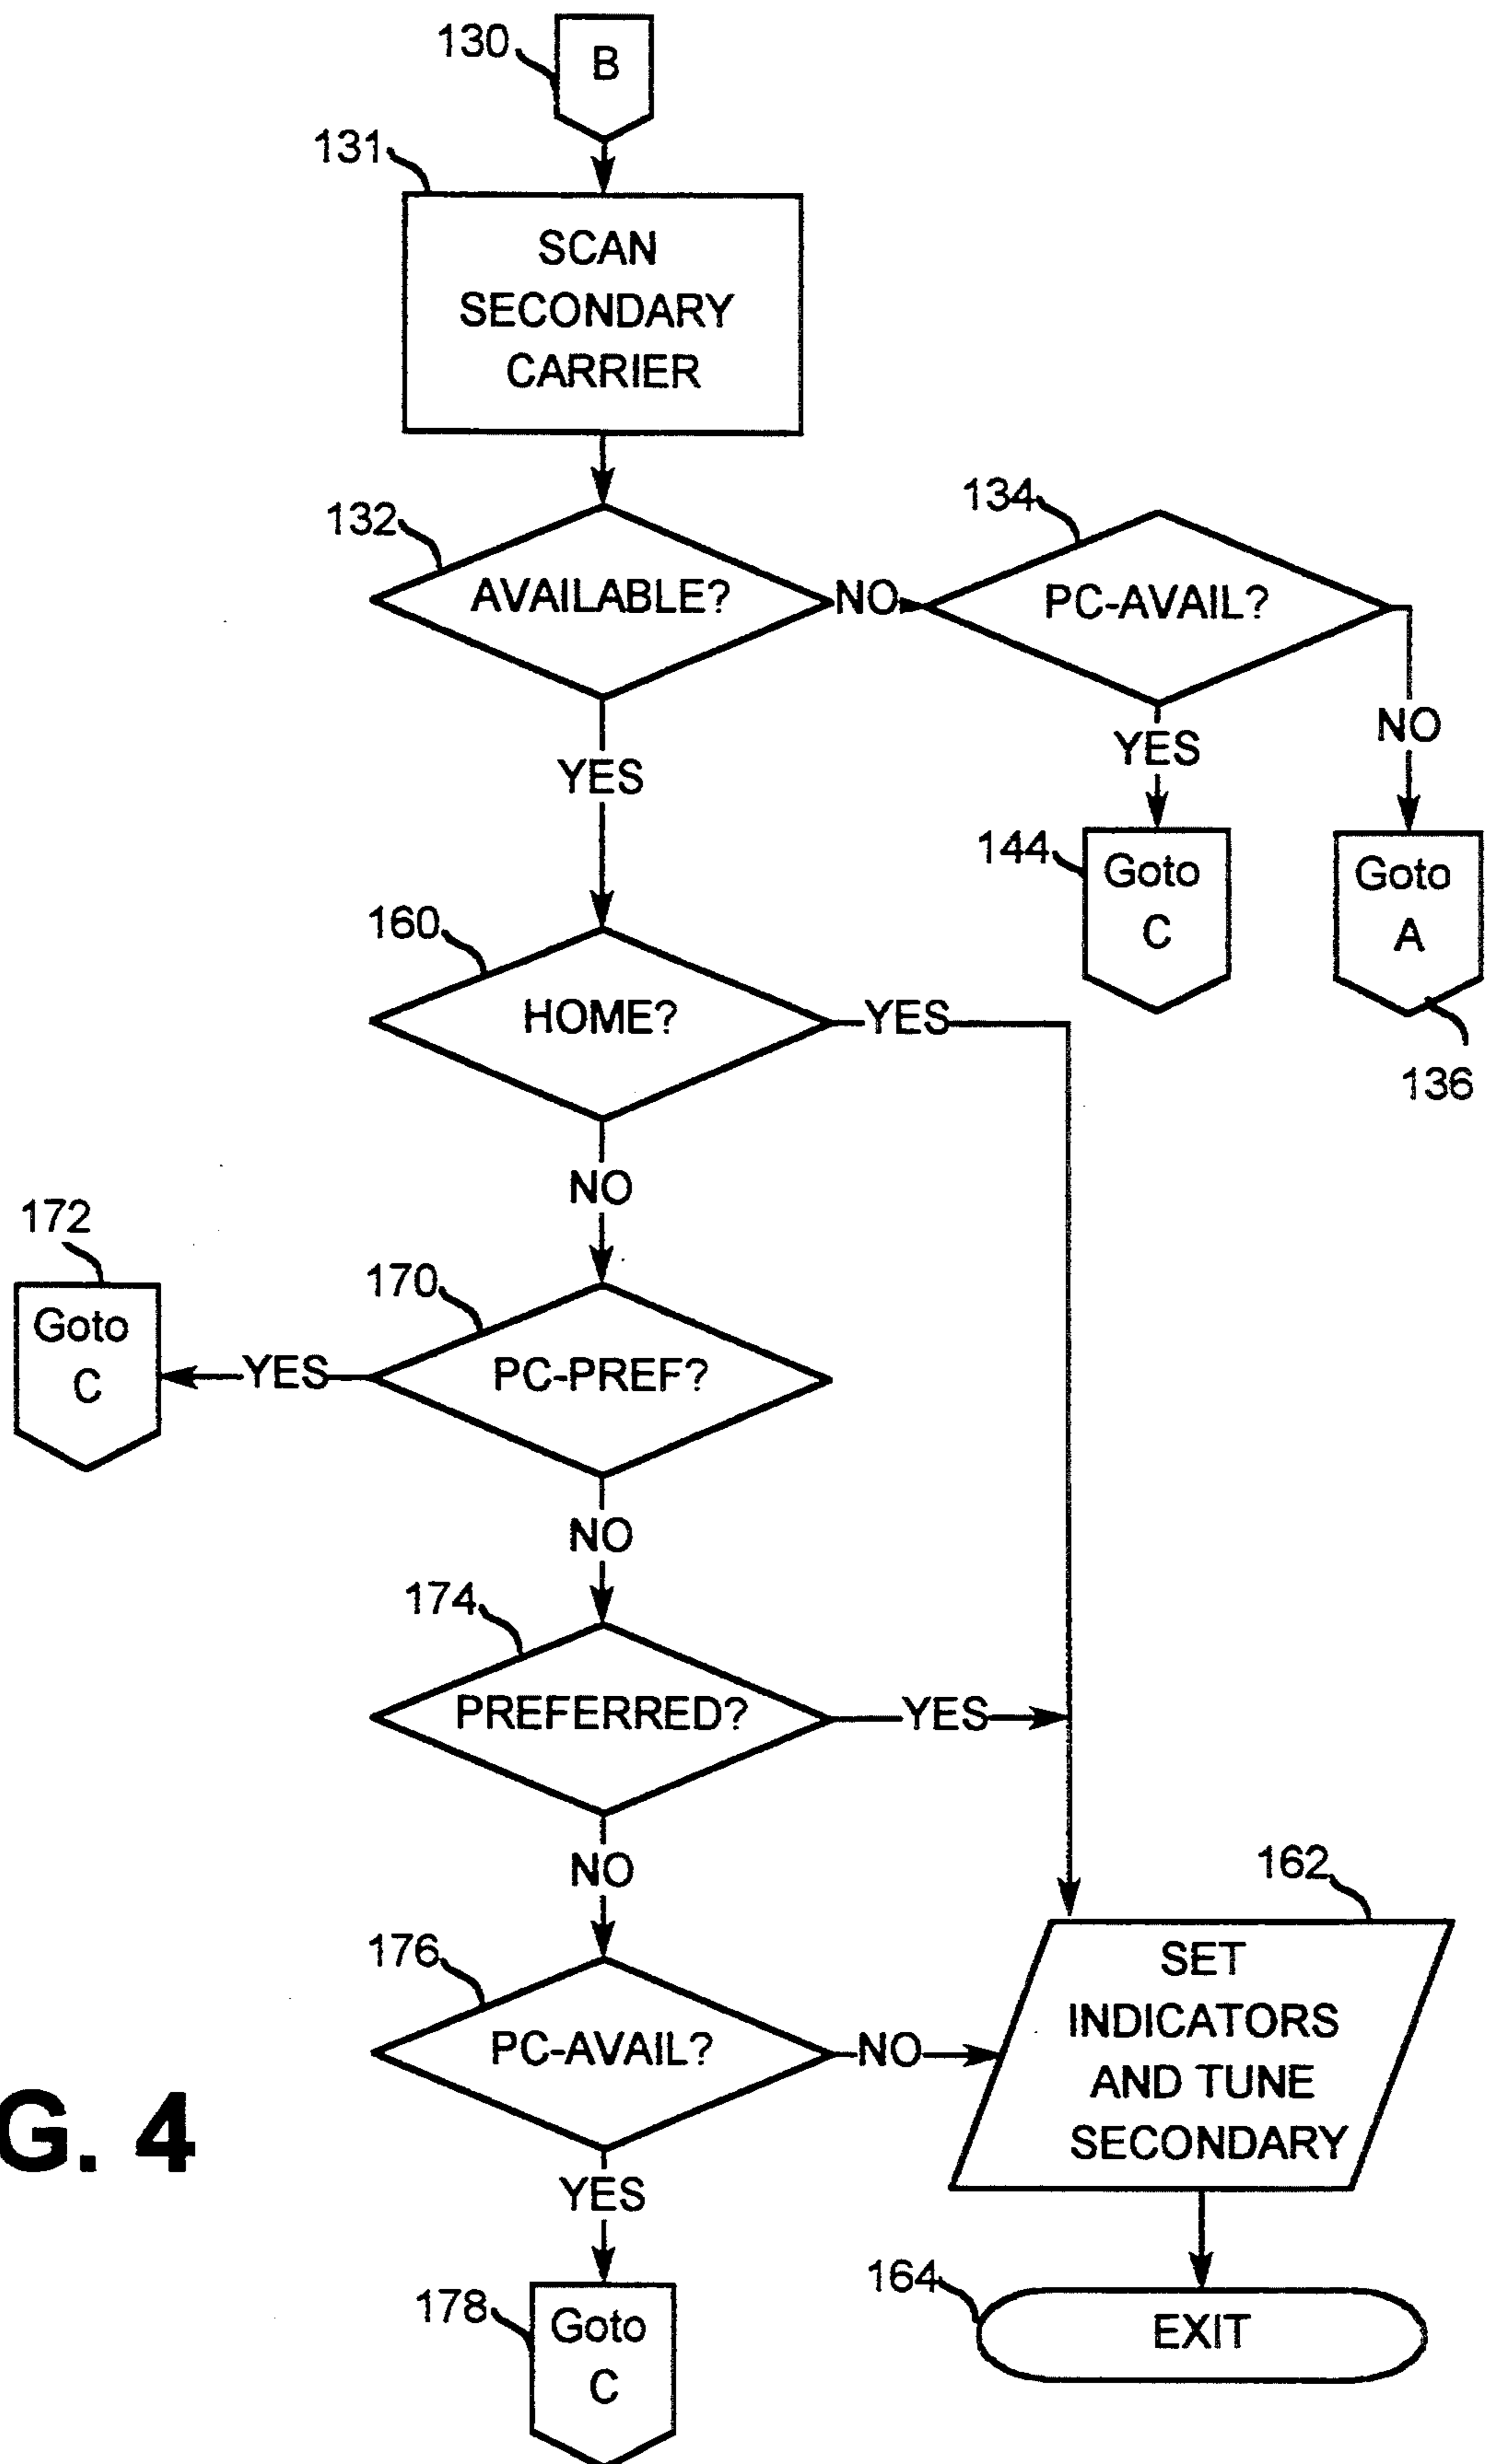 130
B
131
SCAN
SECONDARY
CARRIER
132
AVAILABLE?
NO
134
PC-AVAIL?
YES
YES
NO
144
Goto
C
Goto
A
136
160
HOME?
YES
NO
172
Goto
C
YES
170
PC-PREF?
NO
174
PREFERRED?
YES
NO
176
PC-AVAIL?
NO
162
SET
INDICATORS
AND TUNE
SECONDARY
YES
G. 4
178
Goto
C
164
EXIT